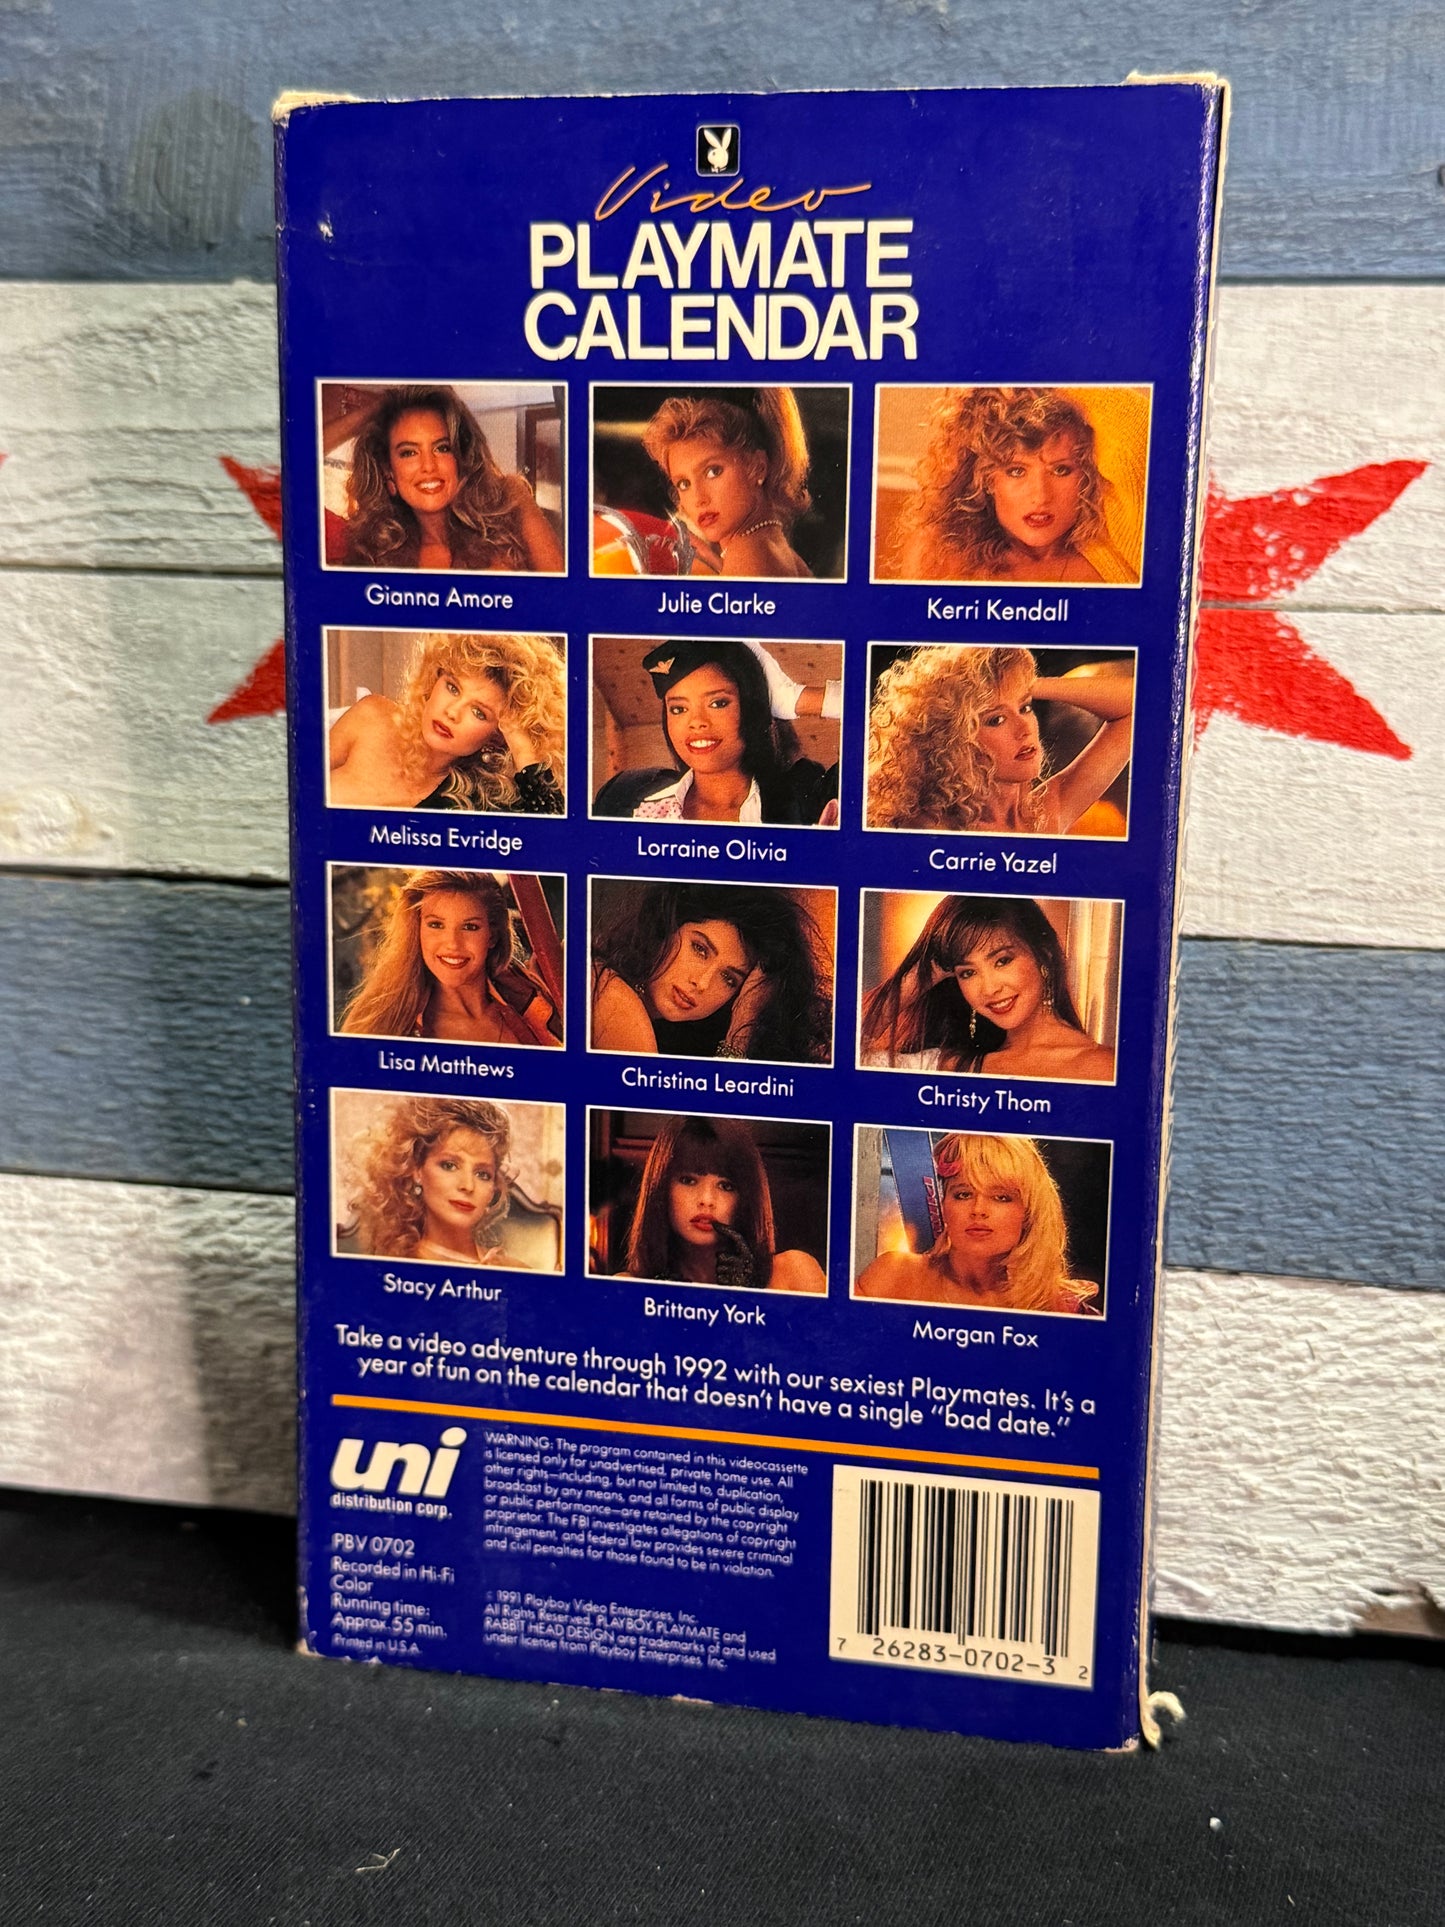 Video
PLAYMATE
CALENDAR
Gianna Amore
Julie Clarke
Kerri Kendall
Melissa Evridge
Lorraine Olivia
Carrie Yazel
Lisa Matthews
Christina Leardini
Christy Thom
Stacy Arthur
Brittany York
Morgan Fox
Take a video adventure through 1992 with our sexiest Playmates. It's a
year of fun on the calendar that doesn't have a single "bad date."
uni
distribution corp.
PBV 0702
Recorded in Hi-Fi
Color
Running time:
Approx. 55 min.
Printed in U.S.A.
WARNING: The program contained in this videocassette
is licensed only for unadvertised, private home use. All
other rights—including, but not limited to, duplication,
broadcast by any means, and all forms of public display
or public performance—are retained by the copyright
proprietor. The FBI investigates allegations of copyright
infringement, and federal law provides severe criminal
and civil penalties for those found to be in violation.
© 1991 Playboy Video Enterprises, Inc.
All Rights Reserved. PLAYBOY, PLAYMATE and
RABBIT HEAD DESIGN are trademarks of and used
under license from Playboy Enterprises, Inc.
7 26283-0702-3 2